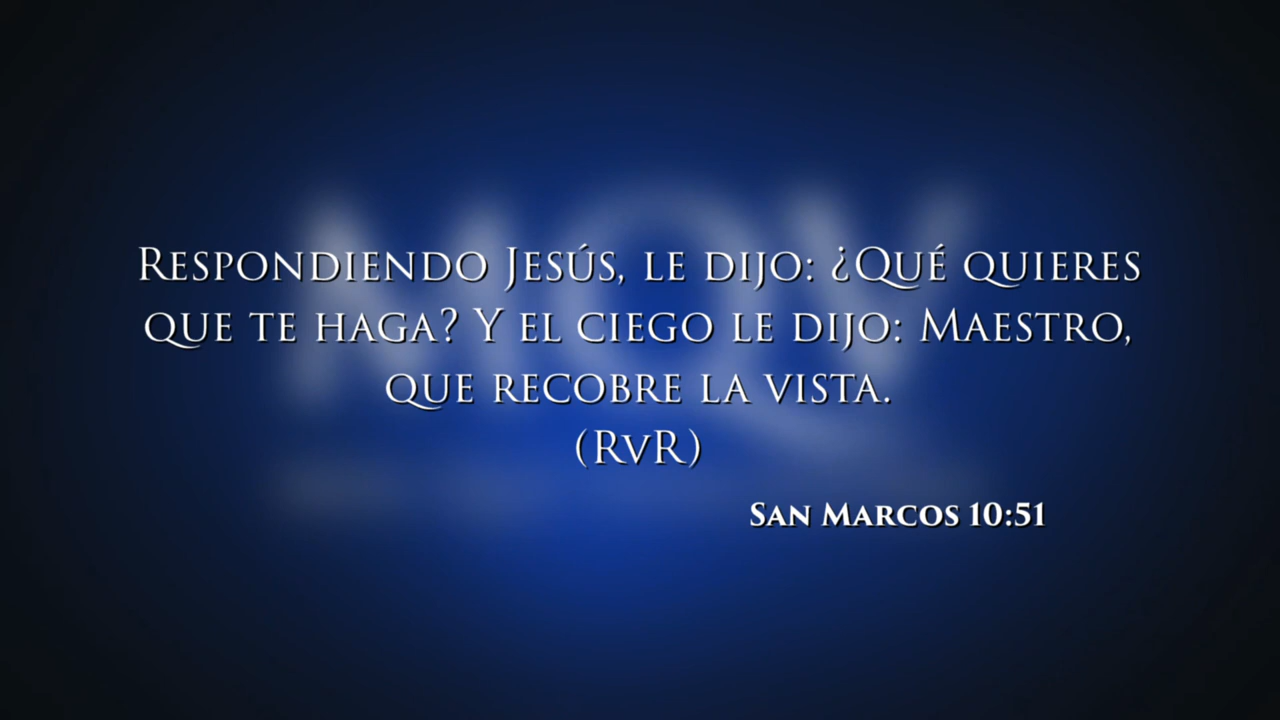 Respondiendo Jesús, le dijo: ¿Qué quieres
que te haga? Y el ciego le dijo: Maestro,
que recobre la vista.
(RvR)
San Marcos 10:51